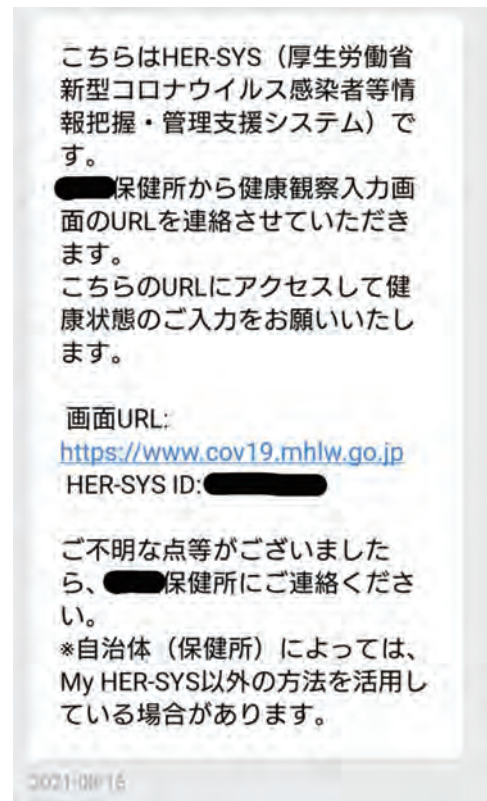 こちらはHER-SYS（厚生労働省
新型コロナウイルス感染者等情
報把握・管理支援システム）で
す。
保健所から健康観察入力画
面のURLを連絡させていただき
ます。
こちらのURLにアクセスして健
康状態のご入力をお願いいたし
ます。
画面URL:
https://www.cov19.mhlw.go.jp
HER-SYS ID:
ご不明な点等がございました
ら、保健所にご連絡くださ
い。
※自治体（保健所）によっては、
My HER-SYS以外の方法を活用し
ている場合があります。